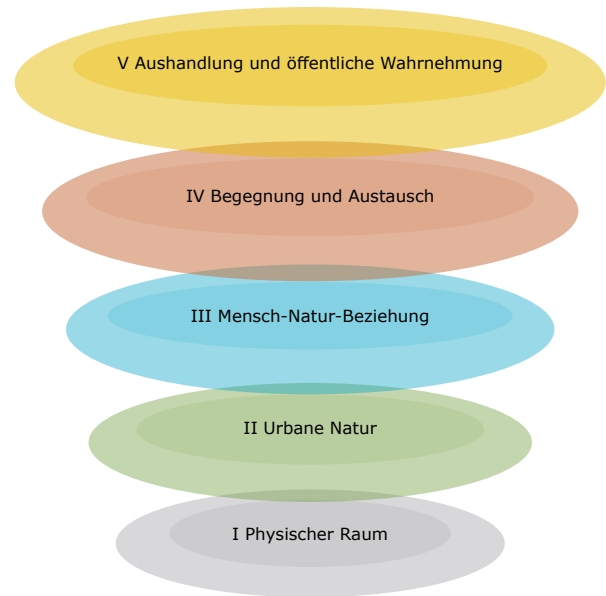 V Aushandlung und öffentliche Wahrnehmung
IV Begegnung und Austausch
III Mensch-Natur-Beziehung
II Urbane Natur
I Physischer Raum